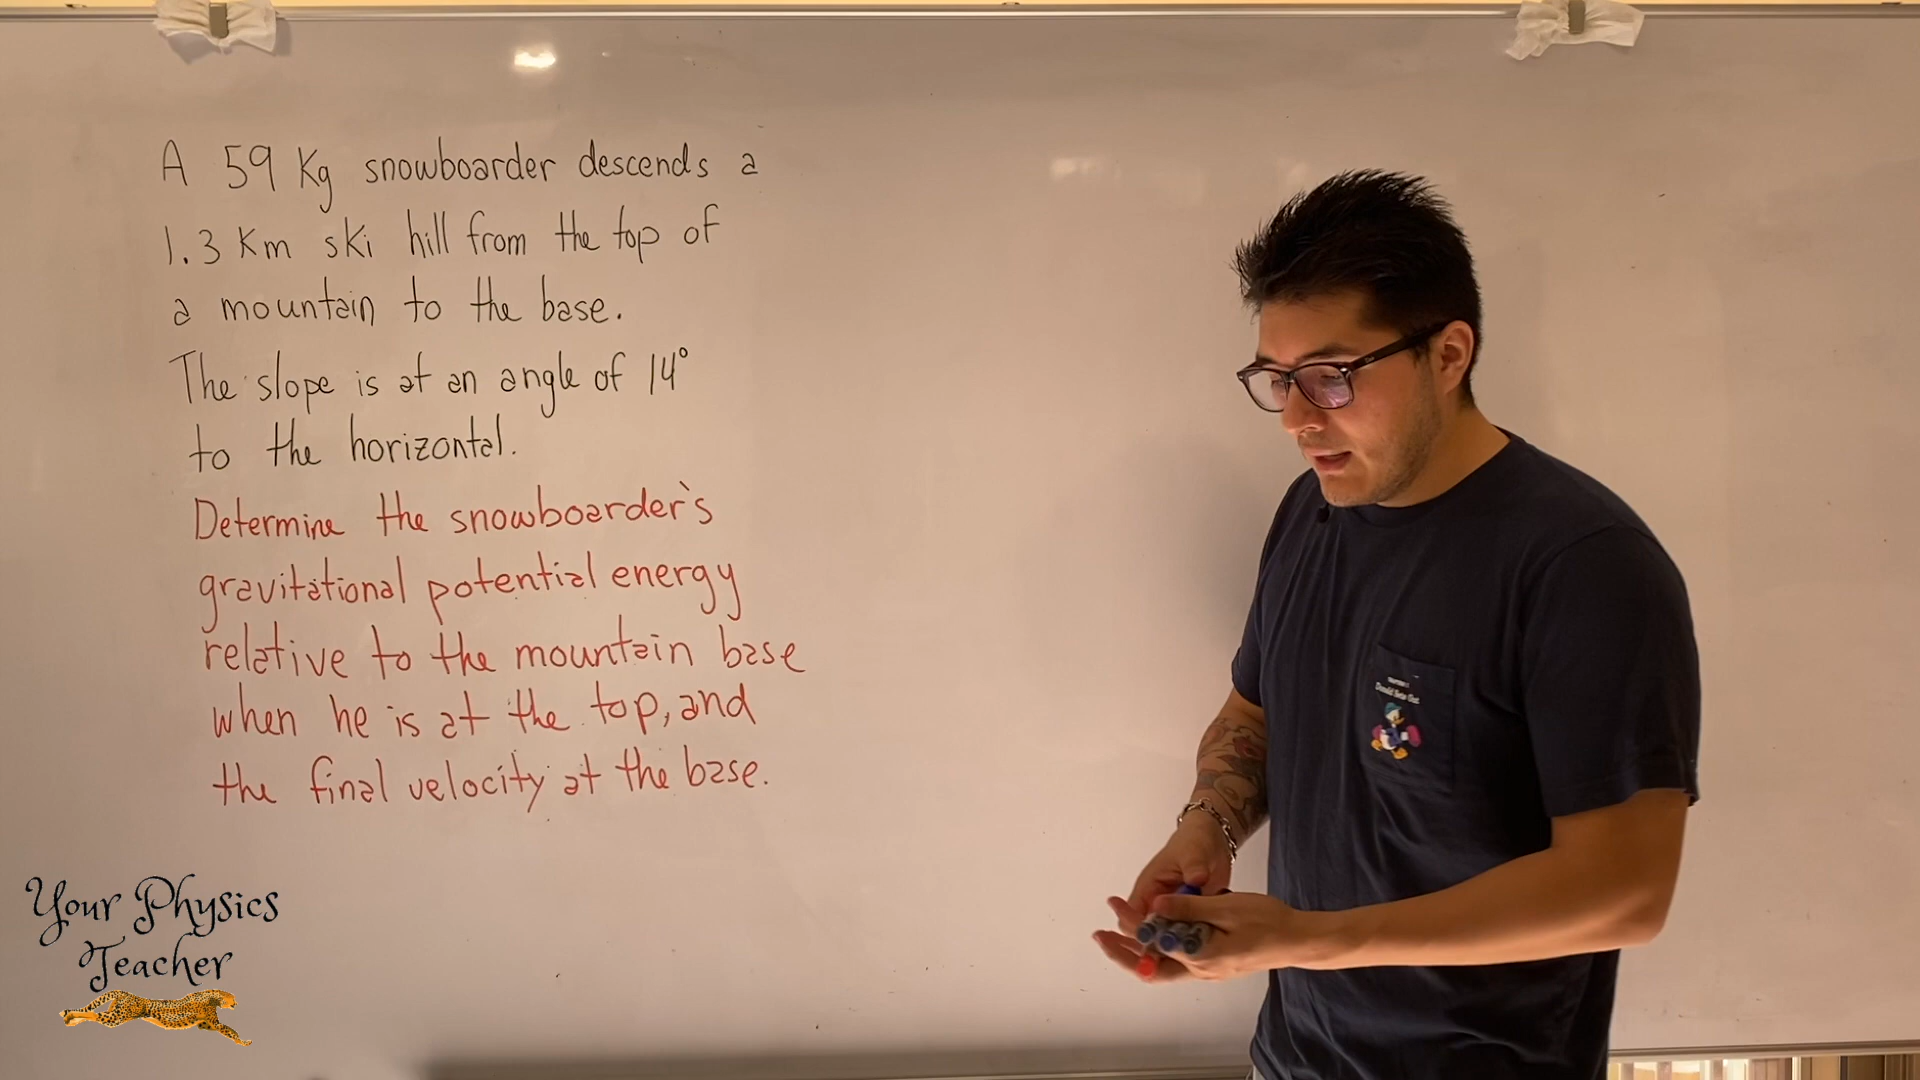 A 59 Kg snowboarder descends a
1.3 Km ski hill from the top of
a mountain to the base.
The slope is at an angle of 14°
to the horizontal.
Determine the snowboarder's
gravitational potential energy
relative to the mountain base
when he is at the top, and
the final velocity at the base.
Your Physics
Teacher